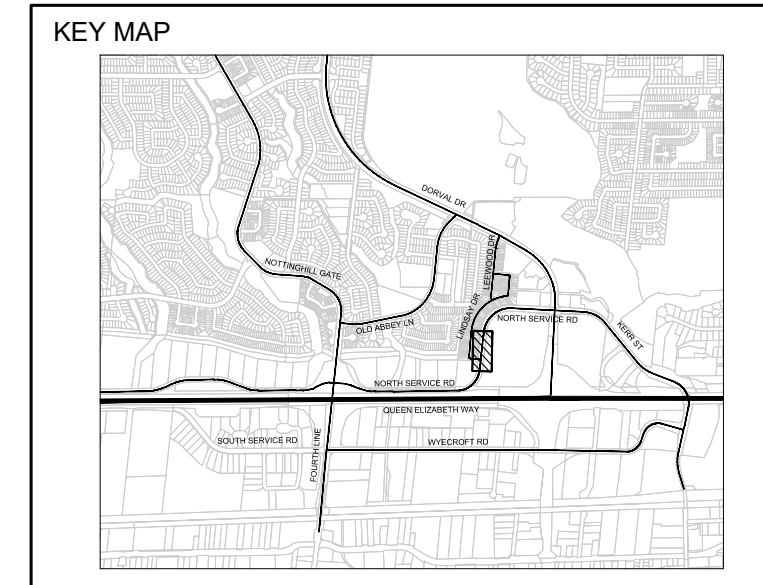 KEY MAP
DORVAL DR
NOTTINGHILL GATE
LEEWOOD DR
LINDSAY DR
OLD ABBEY LN
NORTH SERVICE RD
KERR ST
NORTH SERVICE RD
QUEEN ELIZABETH WAY
SOUTH SERVICE RD
FOURTH LINE
WYECROFT RD